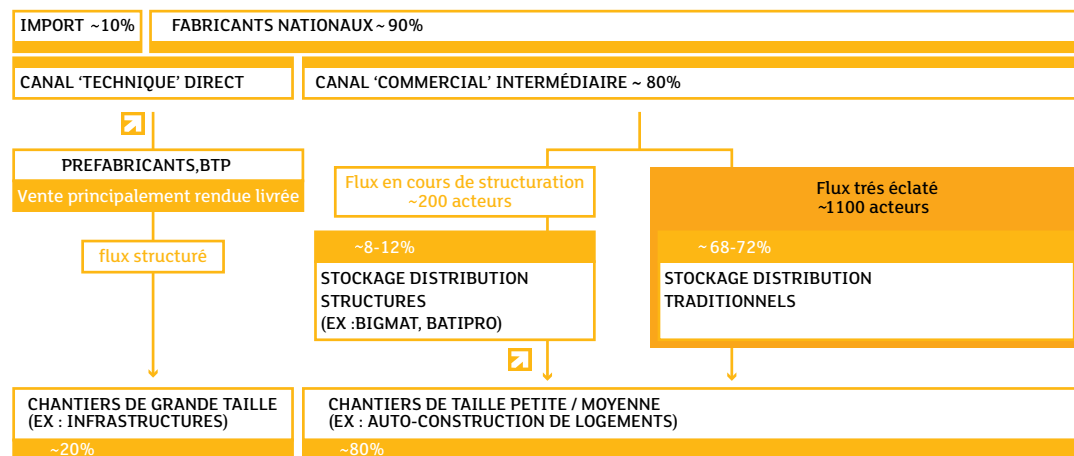 IMPORT ~10%
FABRICANTS NATIONAUX ~ 90%
CANAL ‘TECHNIQUE’ DIRECT
CANAL ‘COMMERCIAL’ INTERMÉDIAIRE ~ 80%
PREFABRICANTS,BTP
Vente principalement rendue livrée
flux structuré
Flux en cours de structuration
~200 acteurs
Flux trés éclaté
~1100 acteurs
~8-12%
STOCKAGE DISTRIBUTION
STRUCTURES
(EX :BIGMAT, BATIPRO)
~ 68-72%
STOCKAGE DISTRIBUTION
TRADITIONNELS
CHANTIERS DE GRANDE TAILLE
(EX : INFRASTRUCTURES)
~20%
CHANTIERS DE TAILLE PETITE / MOYENNE
(EX : AUTO-CONSTRUCTION DE LOGEMENTS)
~80%